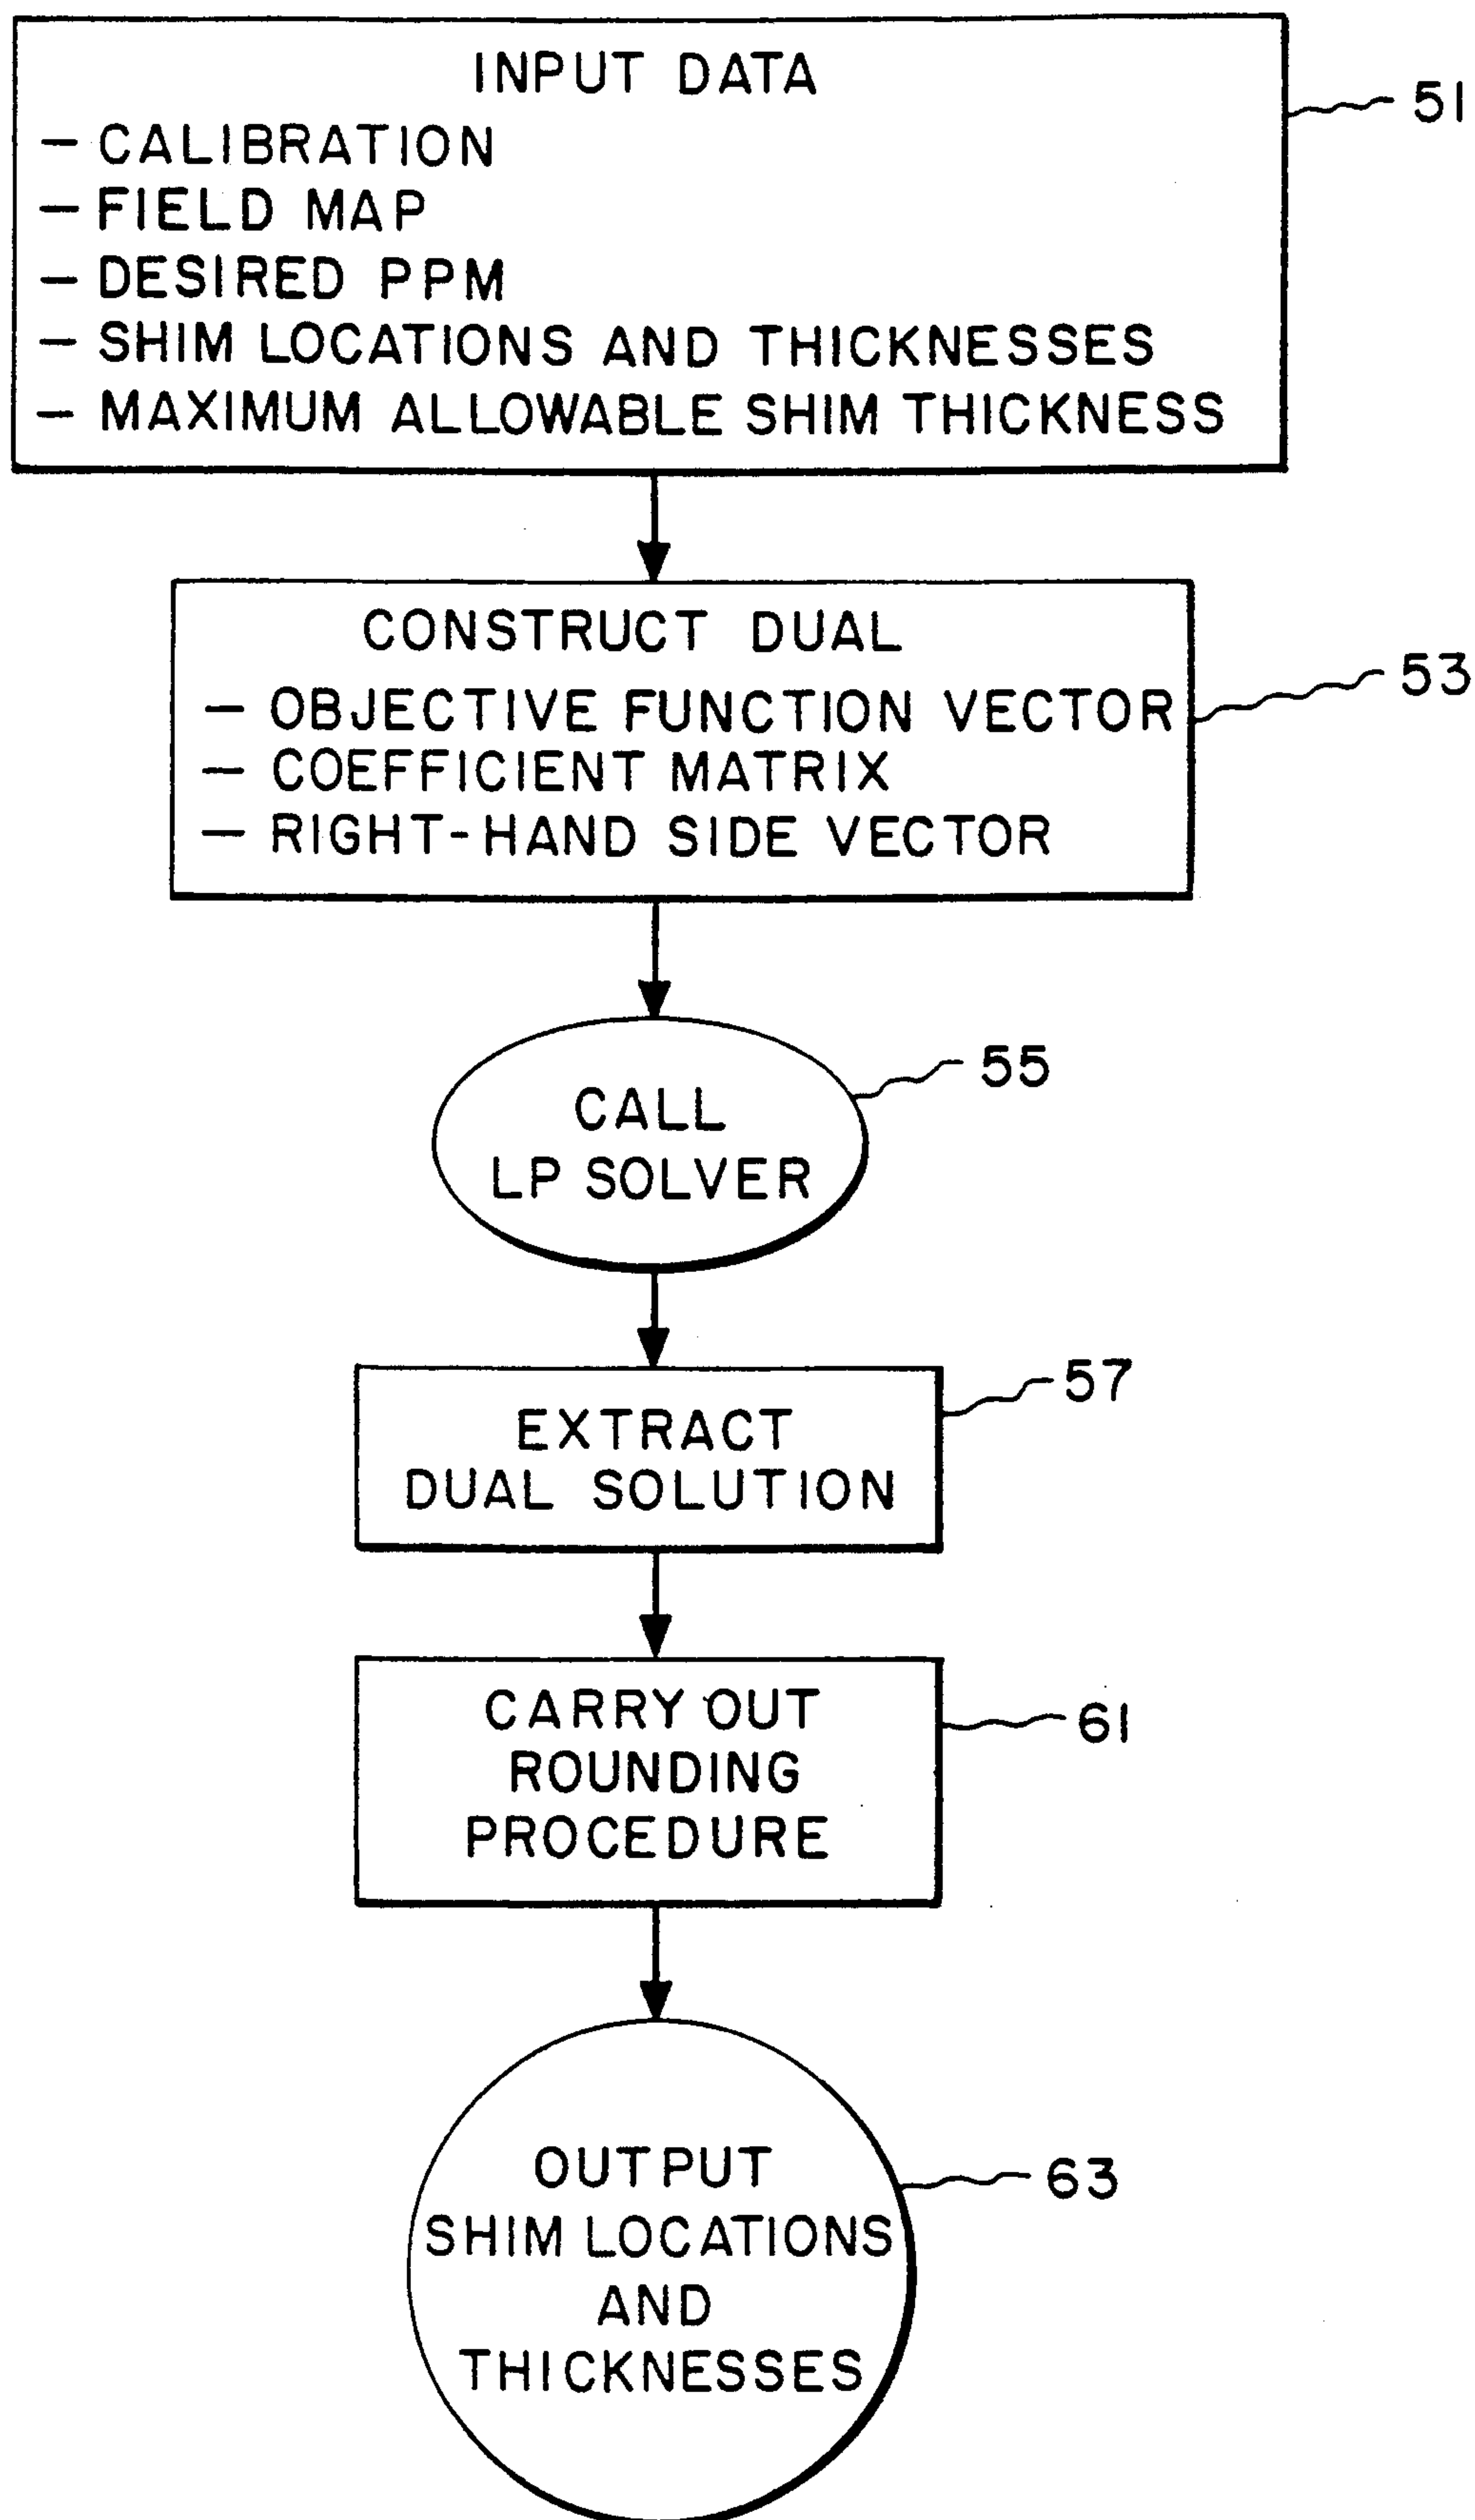 INPUT DATA
51
— CALIBRATION
— FIELD MAP
— DESIRED PPM
— SHIM LOCATIONS AND THICKNESSES
— MAXIMUM ALLOWABLE SHIM THICKNESS
CONSTRUCT DUAL
53
— OBJECTIVE FUNCTION VECTOR
— COEFFICIENT MATRIX
— RIGHT-HAND SIDE VECTOR
55
CALL
LP SOLVER
57
EXTRACT
DUAL SOLUTION
CARRY OUT
61
ROUNDING
PROCEDURE
OUTPUT
63
SHIM LOCATIONS
AND
THICKNESSES